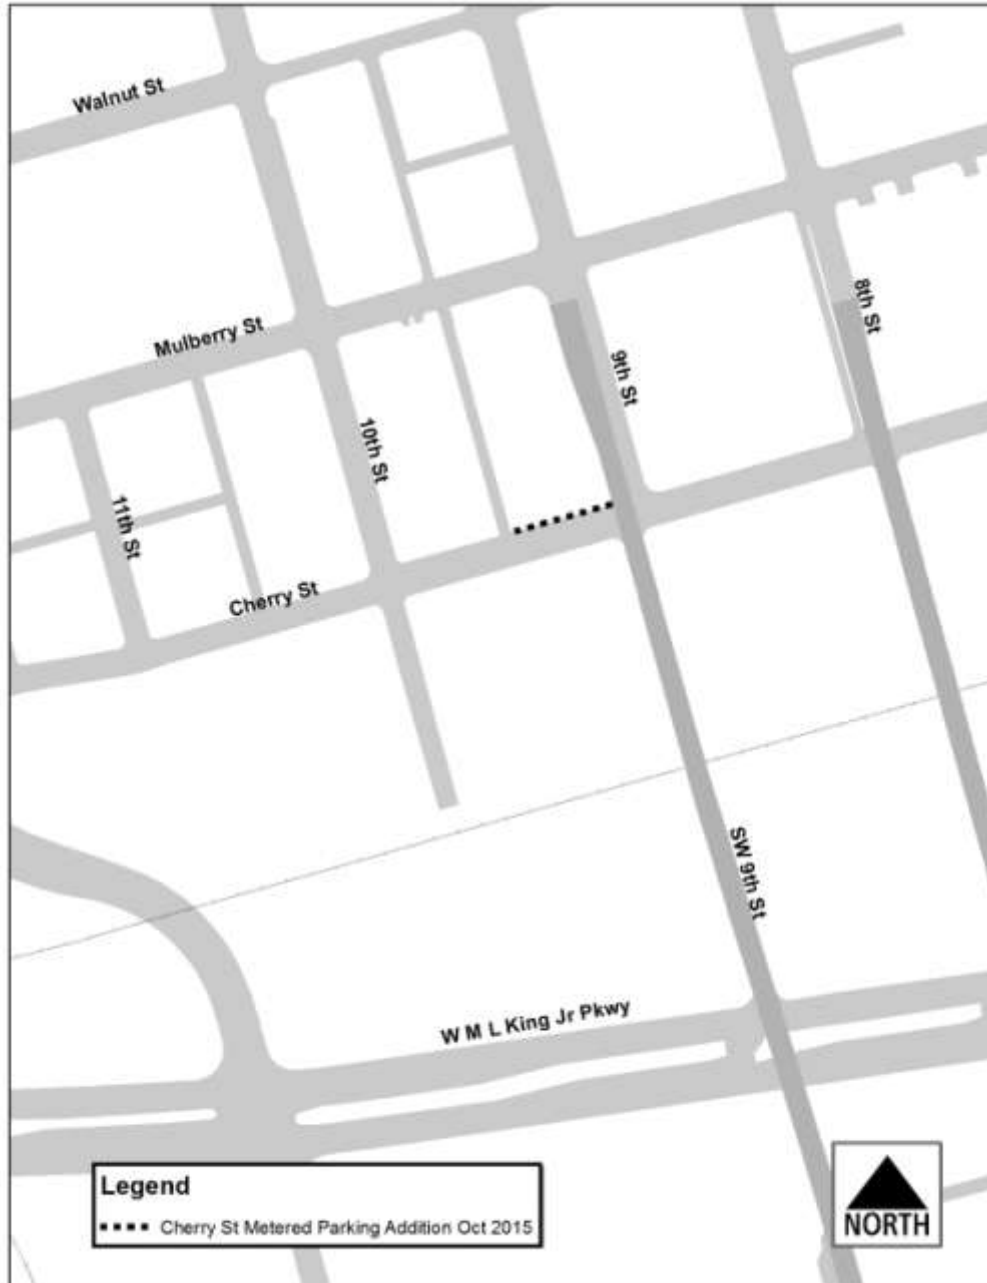 Walnut St
Mulberry St
8th St
9th St
10th St
11th St
Cherry St
SW 9th St
W M L King Jr Pkwy
Legend
Cherry St Metered Parking Addition Oct 2015
NORTH